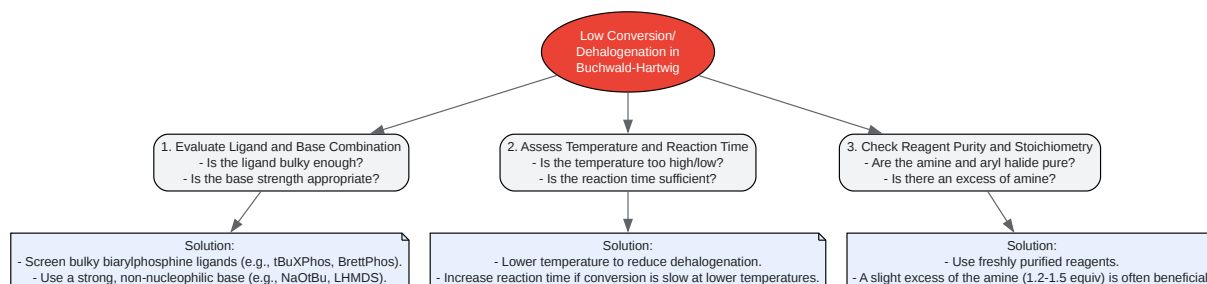 Low Conversion/
Dehalogenation in
Buchwald-Hartwig
1. Evaluate Ligand and Base Combination
- Is the ligand bulky enough?
- Is the base strength appropriate?
2. Assess Temperature and Reaction Time
- Is the temperature too high/low?
- Is the reaction time sufficient?
3. Check Reagent Purity and Stoichiometry
- Are the amine and aryl halide pure?
- Is there an excess of amine?
Solution:
- Screen bulky biarylphosphine ligands (e.g., tBuXPhos, BrettPhos).
- Use a strong, non-nucleophilic base (e.g., NaOtBu, LHMDS).
Solution:
- Lower temperature to reduce dehalogenation.
- Increase reaction time if conversion is slow at lower temperatures.
Solution:
- Use freshly purified reagents.
- A slight excess of the amine (1.2-1.5 equiv) is often beneficial